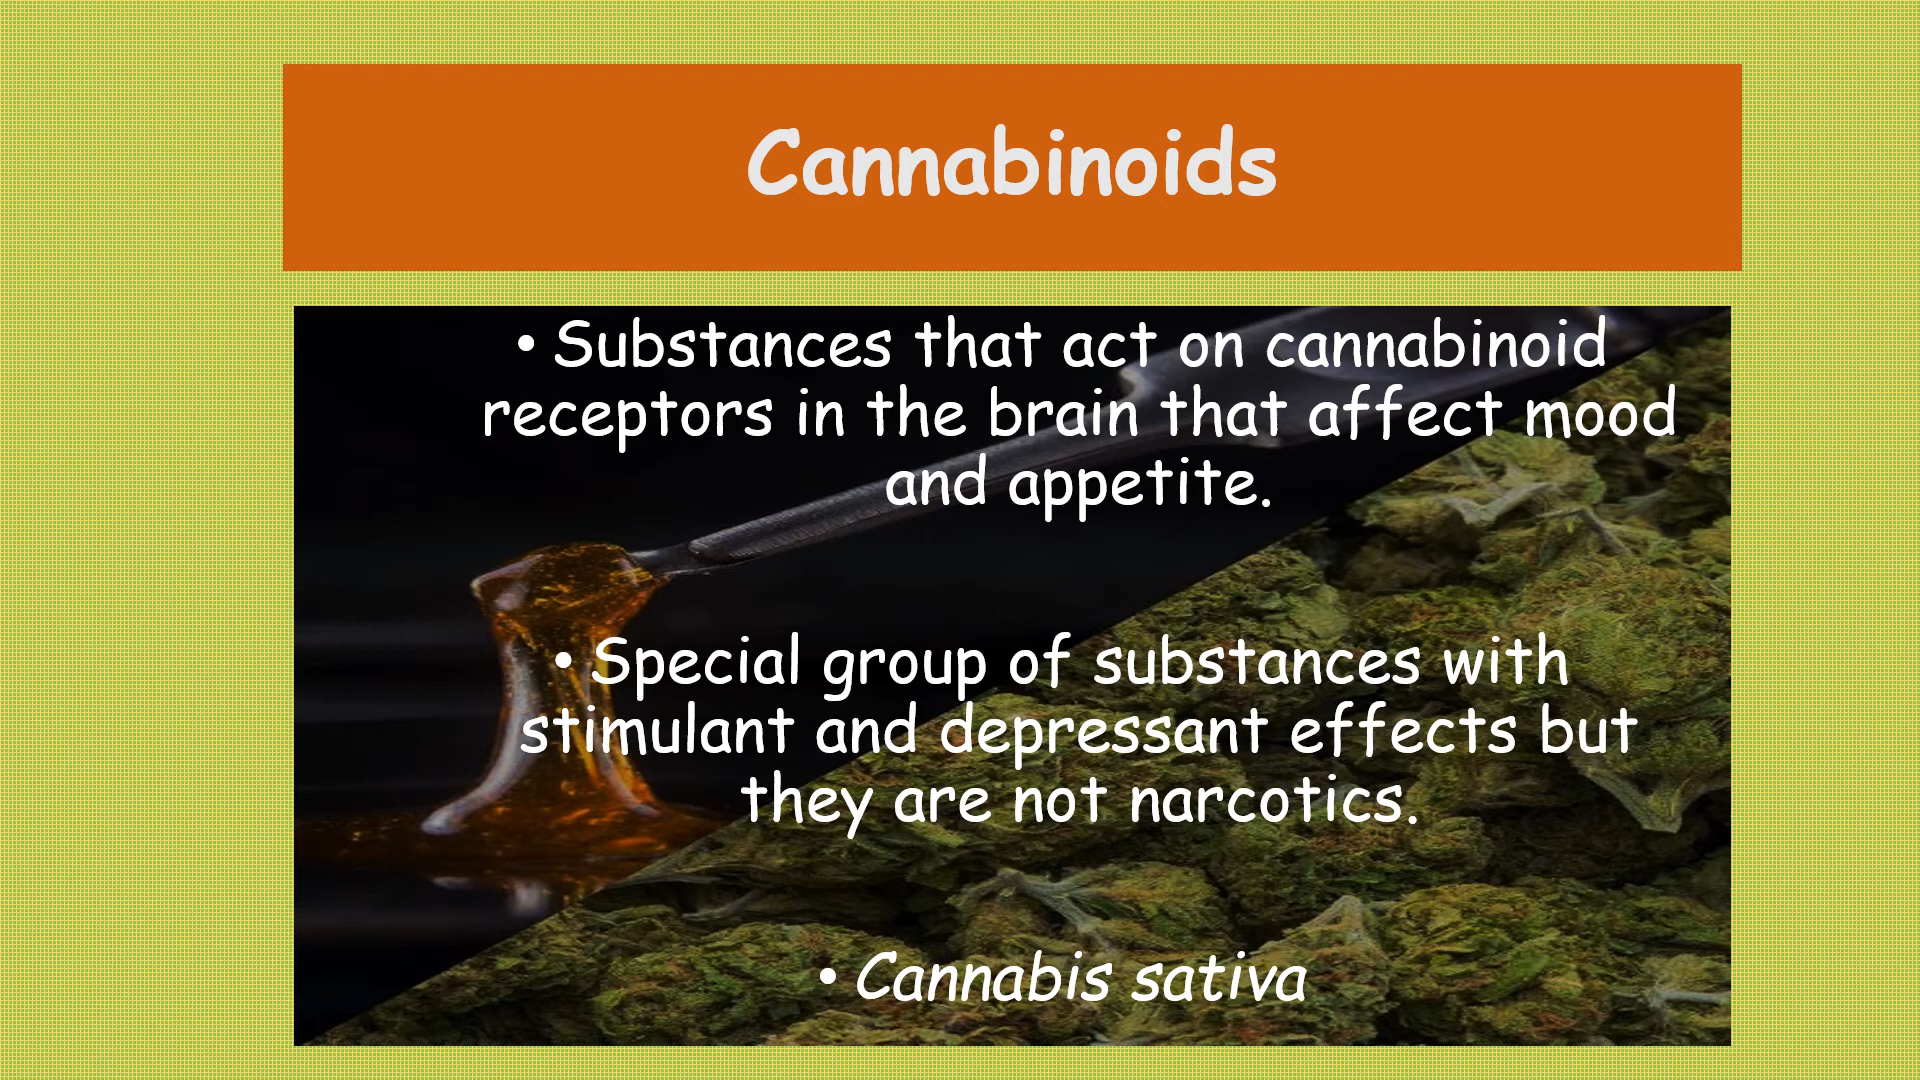 Cannabinoids
• Substances that act on cannabinoid
receptors in the brain that affect mood
and appetite.
• Special group of substances with
stimulant and depressant effects but
they are not narcotics.
• Cannabis sativa